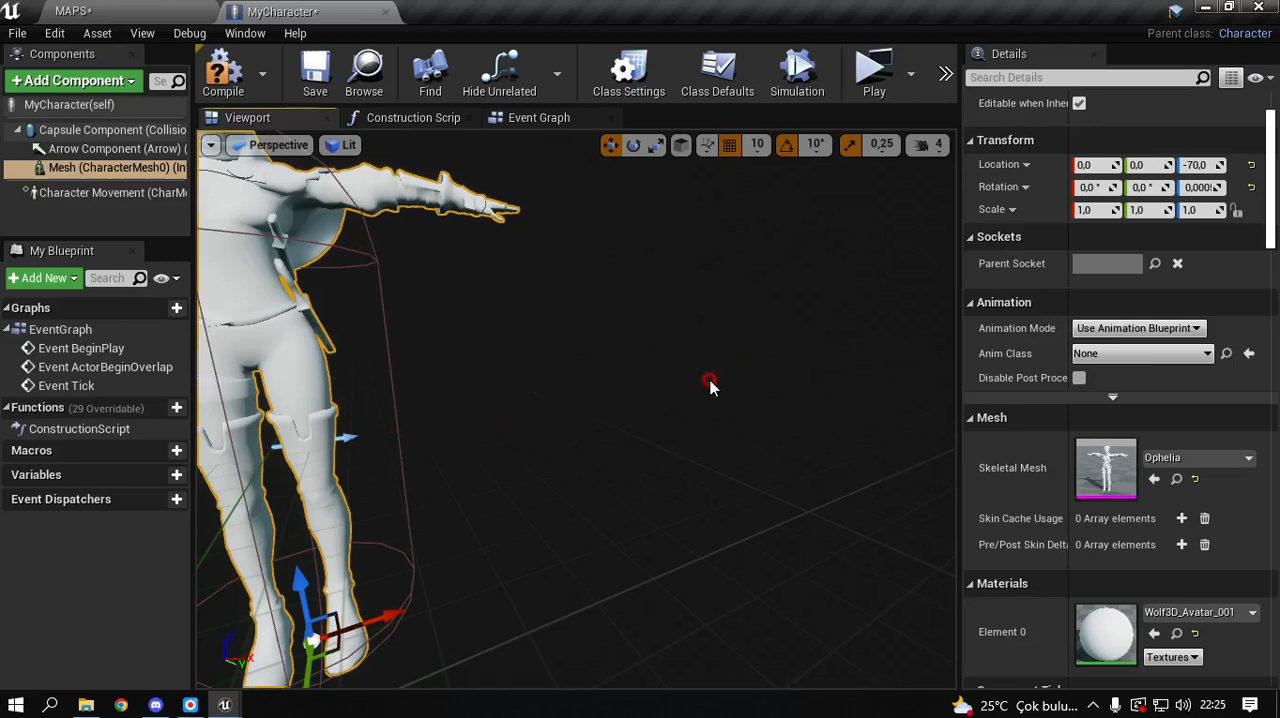 MAPS*
MyCharacter*
File Edit Asset View Debug Window Help
Parent class: Character
Components
Add Component
MyCharacter(self)
Capsule Component (Collisio
Arrow Component (Arrow) (In
Mesh (CharacterMesh0) (In
Character Movement (CharMo
My Blueprint
Add New
Search
Graphs
EventGraph
Event BeginPlay
Event ActorBeginOverlap
Event Tick
Functions (29 Overridable)
ConstructionScript
Macros
Variables
Event Dispatchers
Compile Save Browse Find Hide Unrelated Class Settings Class Defaults Simulation Play
Viewport Construction Scrip Event Graph
Perspective Lit 10 10° 0,25 4
Details
Search Details
Editable when Inher
Transform
Location 0,0 0,0 -70,0
Rotation 0,0 ° 0,0 °
Scale 1,0 1,0 1,0
Sockets
Parent Socket
Animation
Animation Mode Use Animation Blueprint
Anim Class None
Disable Post Proce
Mesh
Skeletal Mesh Ophelia
Skin Cache Usage 0 Array elements
Pre/Post Skin Delt 0 Array elements
Materials
Element 0 Wolf3D_Avatar_001
Textures
25°C Çok bulu... 22:25